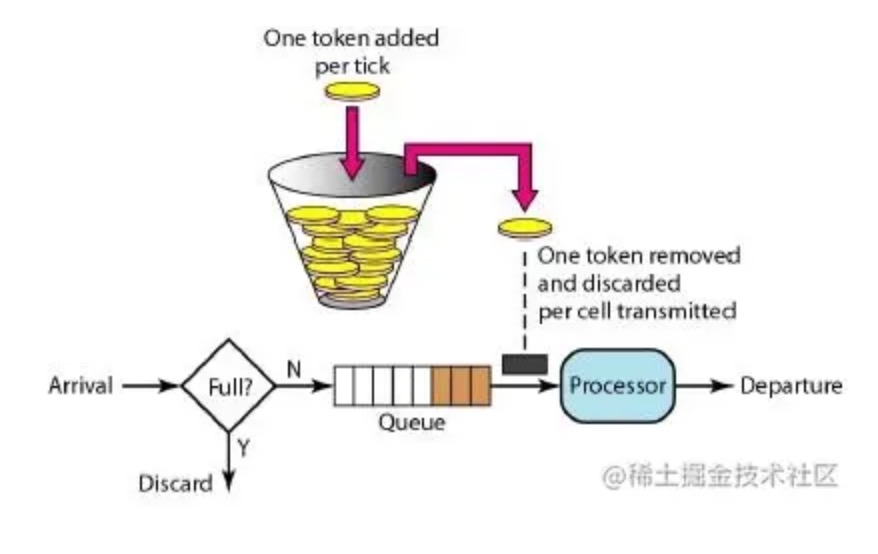 One token added
per tick
One token removed
and discarded
per cell transmitted
Arrival
Full?
N
Queue
Processor
Departure
Y
Discard
@稀土掘金技术社区